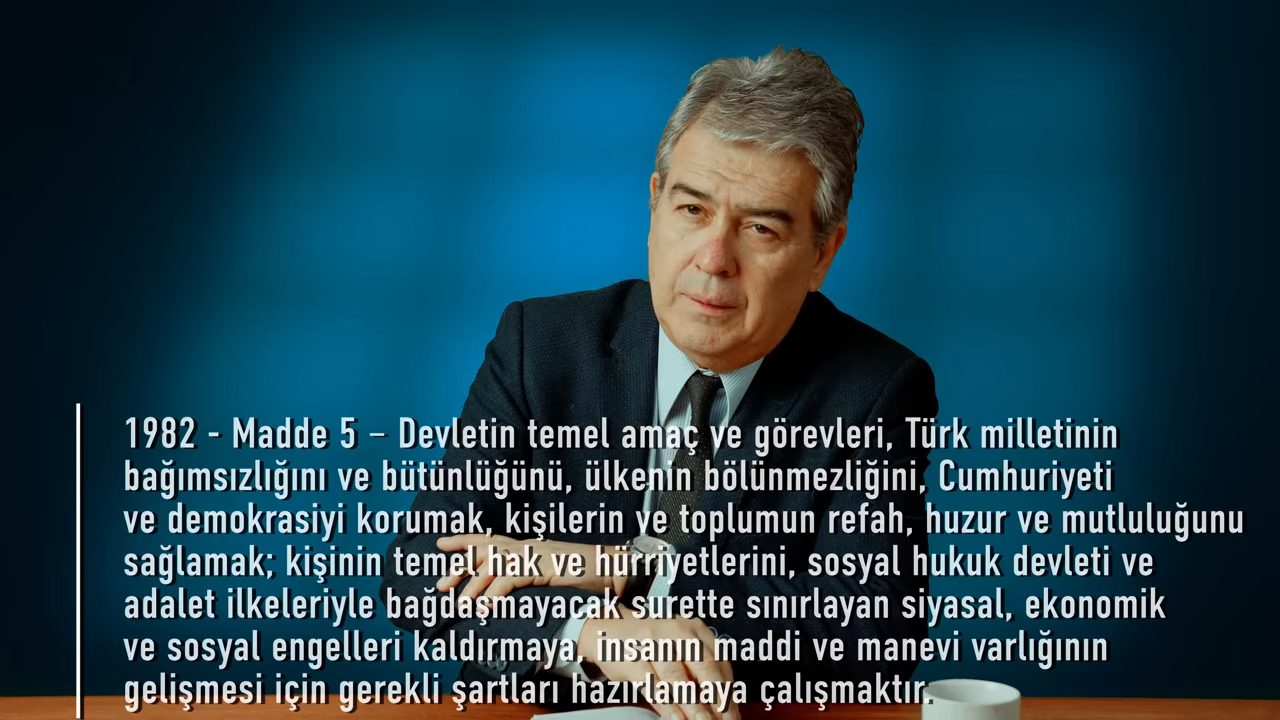 1982 - Madde 5 – Devletin temel amaç ve görevleri, Türk milletinin
bağımsızlığını ve bütünlüğünü, ülkenin bölünmezliğini, Cumhuriyeti
ve demokrasiyi korumak, kişilerin ve toplumun refah, huzur ve mutluluğunu
sağlamak; kişinin temel hak ve hürriyetlerini, sosyal hukuk devleti ve
adalet ilkeleriyle bağdaşmayacak surette sınırlayan siyasal, ekonomik
ve sosyal engelleri kaldırmaya, insanın maddi ve manevi varlığının
gelişmesi için gerekli şartları hazırlamaya çalışmaktır.